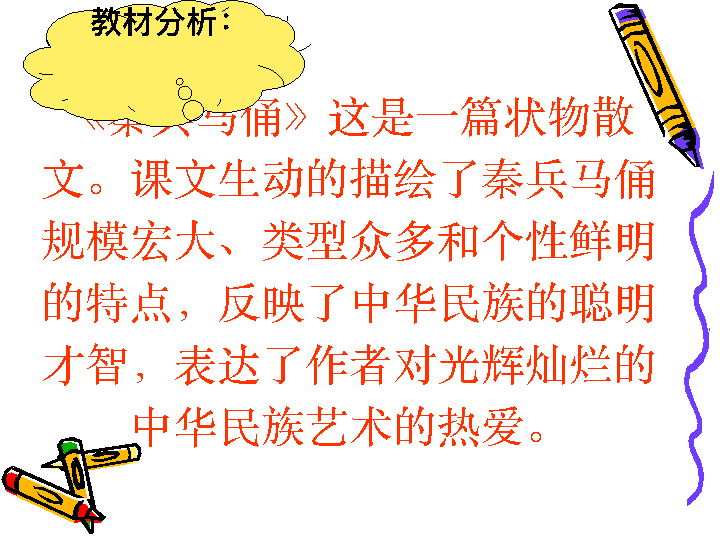 教材分析：
《秦兵马俑》这是一篇状物散
文。课文生动的描绘了秦兵马俑
规模宏大、类型众多和个性鲜明
的特点，反映了中华民族的聪明
才智，表达了作者对光辉灿烂的
中华民族艺术的热爱。